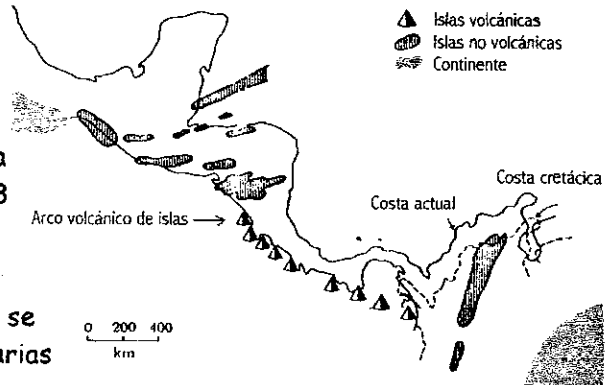 Islas volcánicas
Islas no volcánicas
Continente
a
3
Arco volcánico de islas
Costa actual
Costa cretácica
se
arias
0 200 400
km